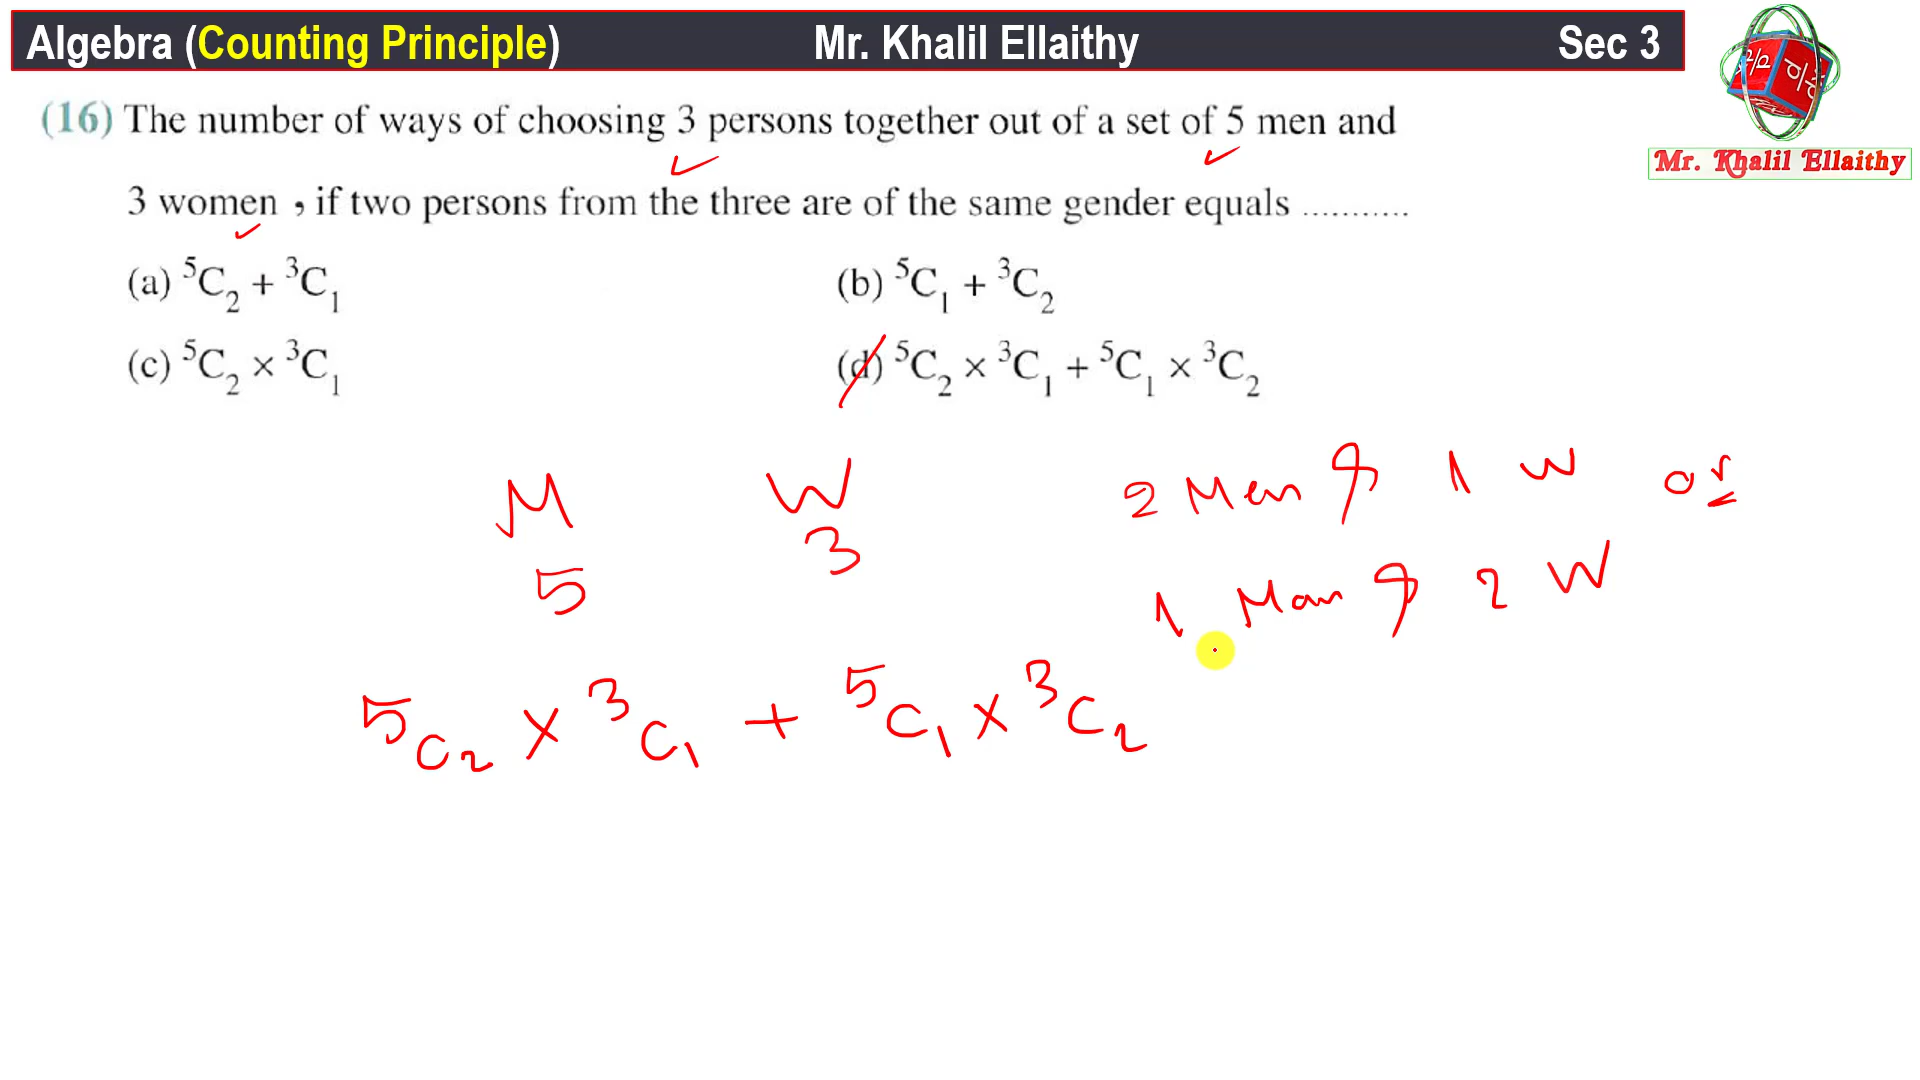 Algebra (Counting Principle) Mr. Khalil Ellaithy Sec 3
Mr. Khalil Ellaithy
(16) The number of ways of choosing 3 persons together out of a set of 5 men and
3 women , if two persons from the three are of the same gender equals ...........
(a) ⁵C₂ + ³C₁ (b) ⁵C₁ + ³C₂
(c) ⁵C₂ × ³C₁ (d) ⁵C₂ × ³C₁ + ⁵C₁ × ³C₂
M W 2 Men & 1 W or
5 3 1 Man & 2 W
⁵C₂ × ³C₁ + ⁵C₁ × ³C₂